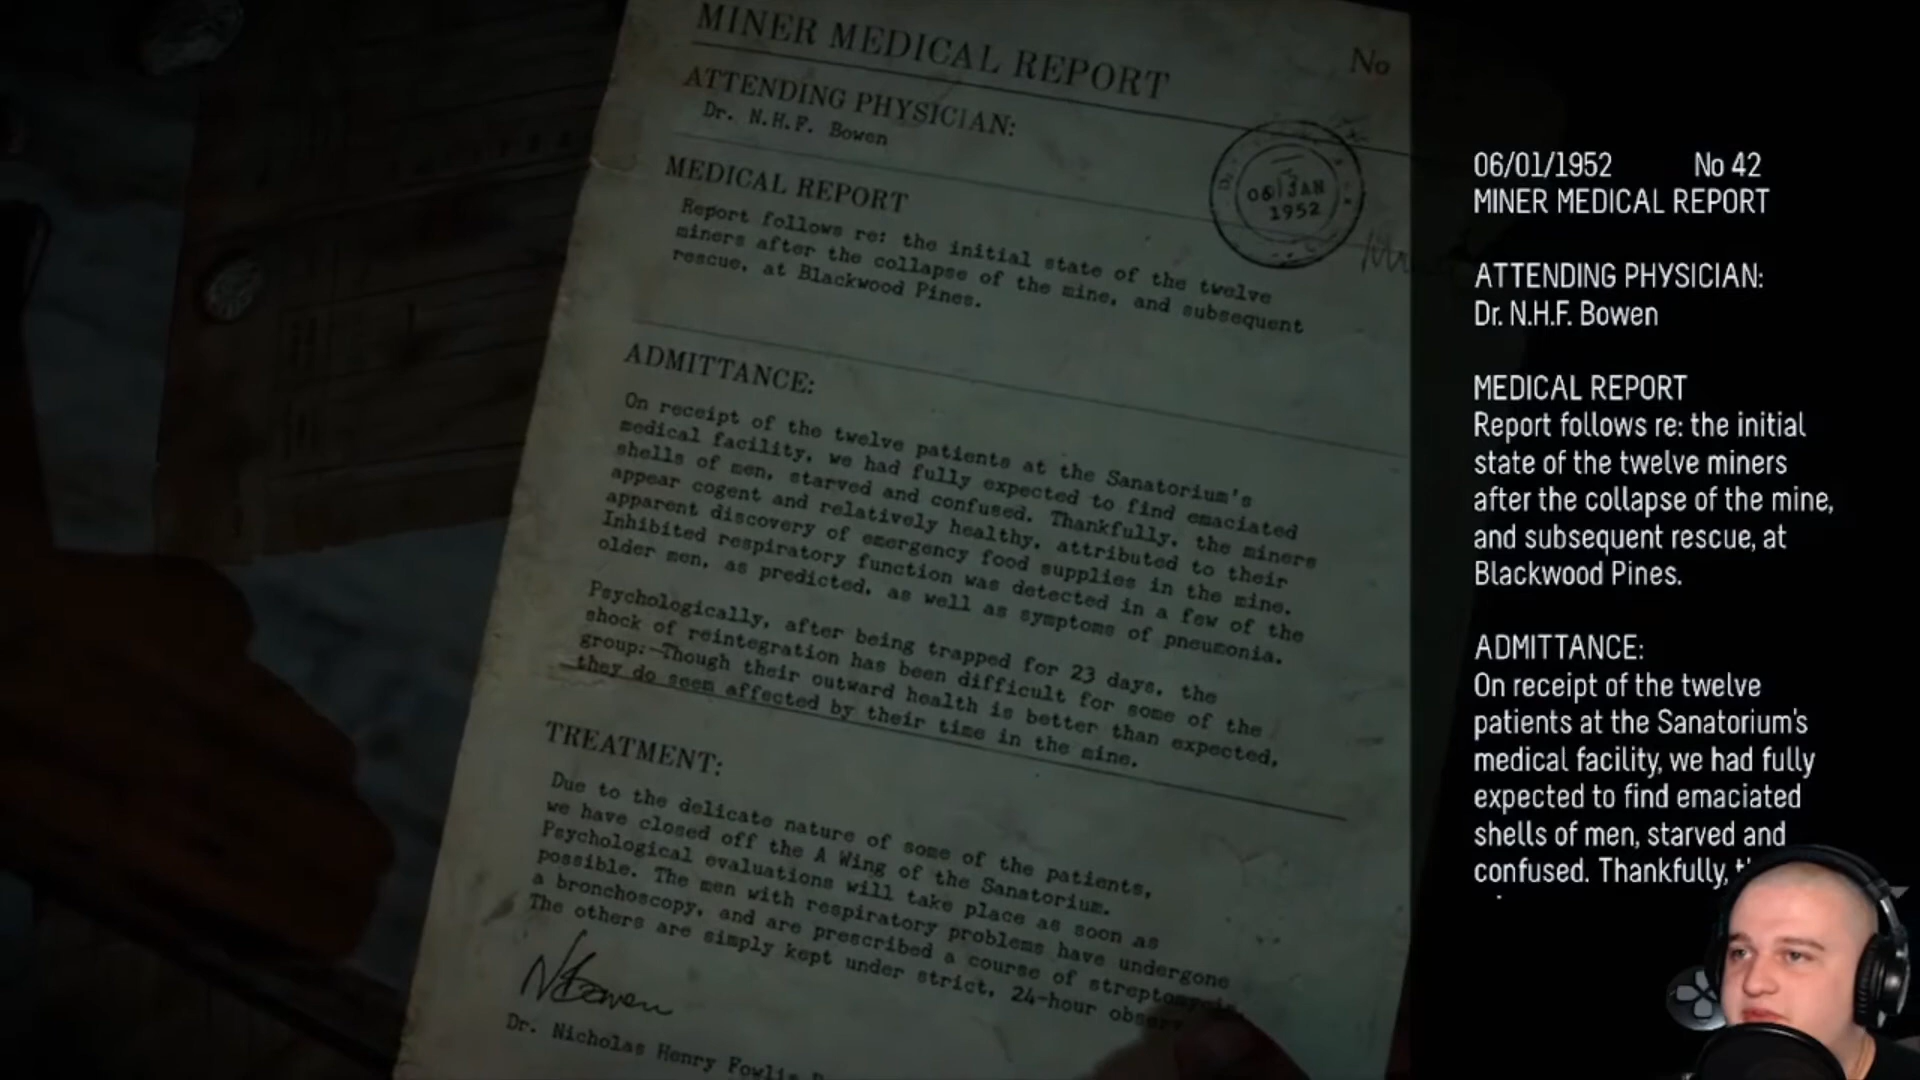 MINER MEDICAL REPORT
No
ATTENDING PHYSICIAN:
Dr. N.H.F. Bowen
06 JAN
1952
MEDICAL REPORT
Report follows re: the initial state of the twelve
miners after the collapse of the mine, and subsequent
rescue, at Blackwood Pines.
ADMITTANCE:
On receipt of the twelve patients at the Sanatorium's
medical facility, we had fully expected to find emaciated
shells of men, starved and confused. Thankfully, the miners
appear cogent and relatively healthy, attributed to their
apparent discovery of emergency food supplies in the mine.
Inhibited respiratory function was detected in a few of the
older men, as predicted, as well as symptoms of pneumonia.
Psychologically, after being trapped for 23 days, the
shock of reintegration has been difficult for some of the
group: Though their outward health is better than expected,
they do seem affected by their time in the mine.
TREATMENT:
Due to the delicate nature of some of the patients,
we have closed off the A Wing of the Sanatorium.
Psychological evaluations will take place as soon as
possible. The men with respiratory problems have undergone
a bronchoscopy, and are prescribed a course of
The others are simply kept under strict, 24-hour
NBowen
Dr. Nicholas Henry Fowlis
06/01/1952 No 42
MINER MEDICAL REPORT
ATTENDING PHYSICIAN:
Dr. N.H.F. Bowen
MEDICAL REPORT
Report follows re: the initial
state of the twelve miners
after the collapse of the mine,
and subsequent rescue, at
Blackwood Pines.
ADMITTANCE:
On receipt of the twelve
patients at the Sanatorium's
medical facility, we had fully
expected to find emaciated
shells of men, starved and
confused. Thankfully,